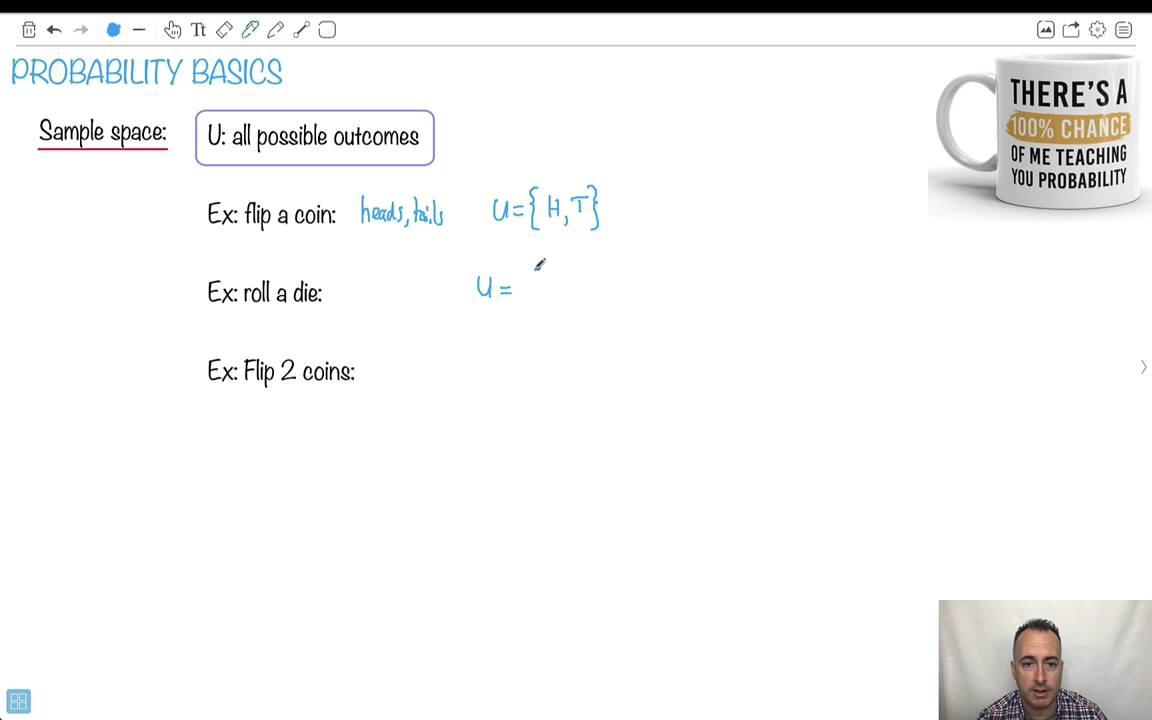 Tt
PROBABILITY BASICS
THERE'S A
100% CHANCE
OF ME TEACHING
YOU PROBABILITY
Sample space: U: all possible outcomes
Ex: flip a coin: heads, tails U = { H, T }
Ex: roll a die: U =
Ex: Flip 2 coins: